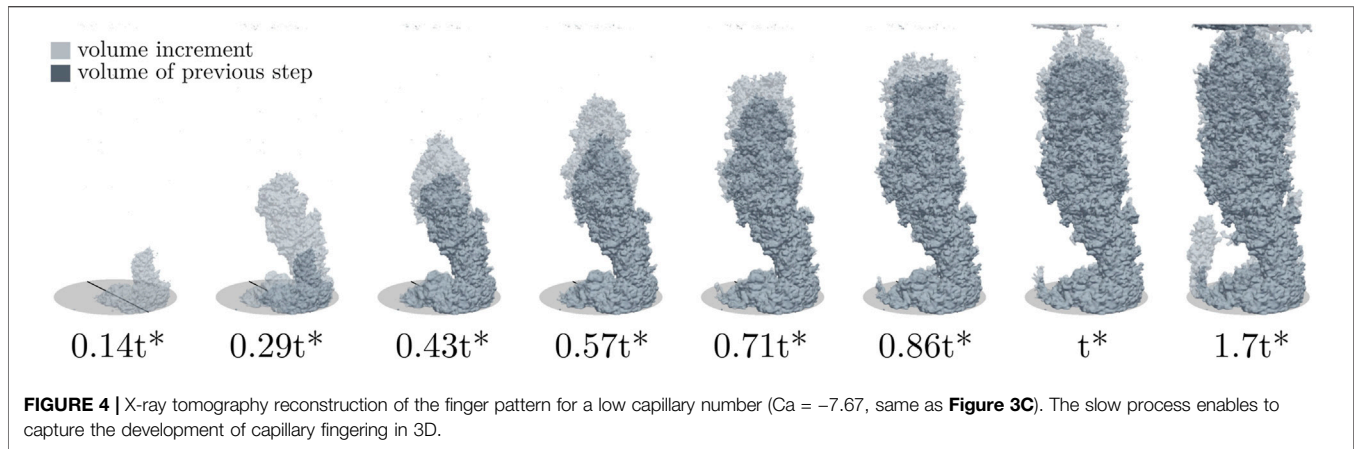 volume increment
volume of previous step
0.14t* 0.29t* 0.43t* 0.57t* 0.71t* 0.86t* t* 1.7t*
FIGURE 4 | X-ray tomography reconstruction of the finger pattern for a low capillary number (Ca = −7.67, same as Figure 3C). The slow process enables to
capture the development of capillary fingering in 3D.